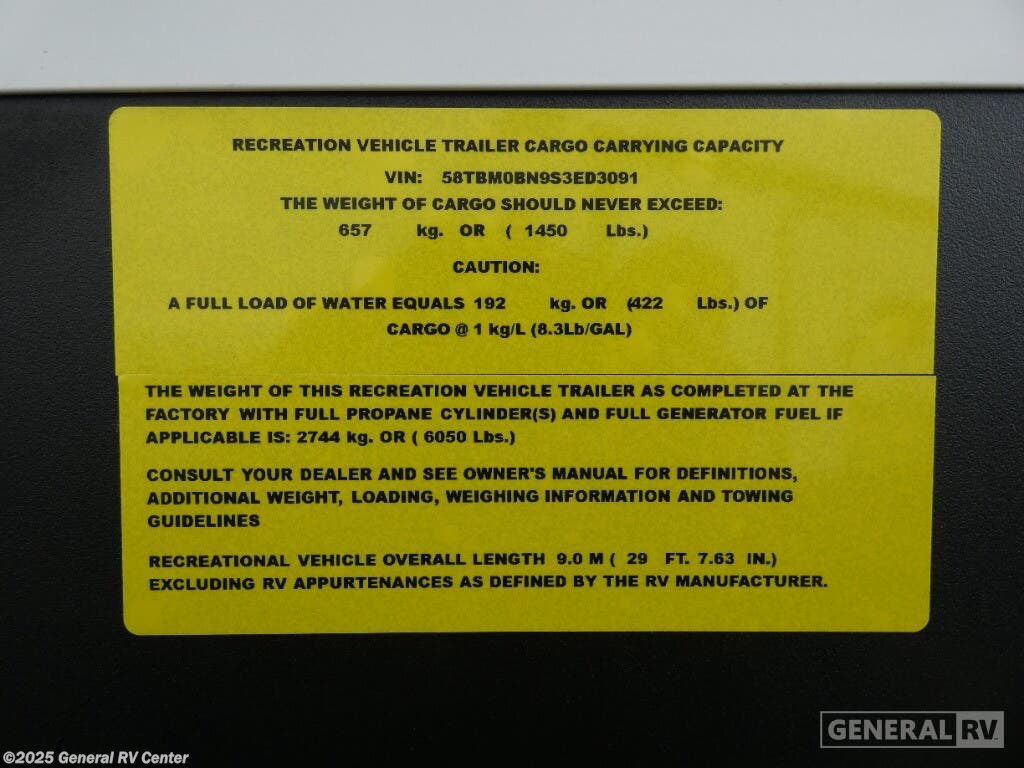 RECREATION VEHICLE TRAILER CARGO CARRYING CAPACITY
VIN: 58TBM0BN9S3ED3091
THE WEIGHT OF CARGO SHOULD NEVER EXCEED:
657 kg. OR ( 1450 Lbs.)
CAUTION:
A FULL LOAD OF WATER EQUALS 192 kg. OR (422 Lbs.) OF
CARGO @ 1 kg/L (8.3Lb/GAL)
THE WEIGHT OF THIS RECREATION VEHICLE TRAILER AS COMPLETED AT THE
FACTORY WITH FULL PROPANE CYLINDER(S) AND FULL GENERATOR FUEL IF
APPLICABLE IS: 2744 kg. OR ( 6050 Lbs.)
CONSULT YOUR DEALER AND SEE OWNER'S MANUAL FOR DEFINITIONS,
ADDITIONAL WEIGHT, LOADING, WEIGHING INFORMATION AND TOWING
GUIDELINES
RECREATIONAL VEHICLE OVERALL LENGTH 9.0 M ( 29 FT. 7.63 IN.)
EXCLUDING RV APPURTENANCES AS DEFINED BY THE RV MANUFACTURER.
GENERAL RV
©2025 General RV Center